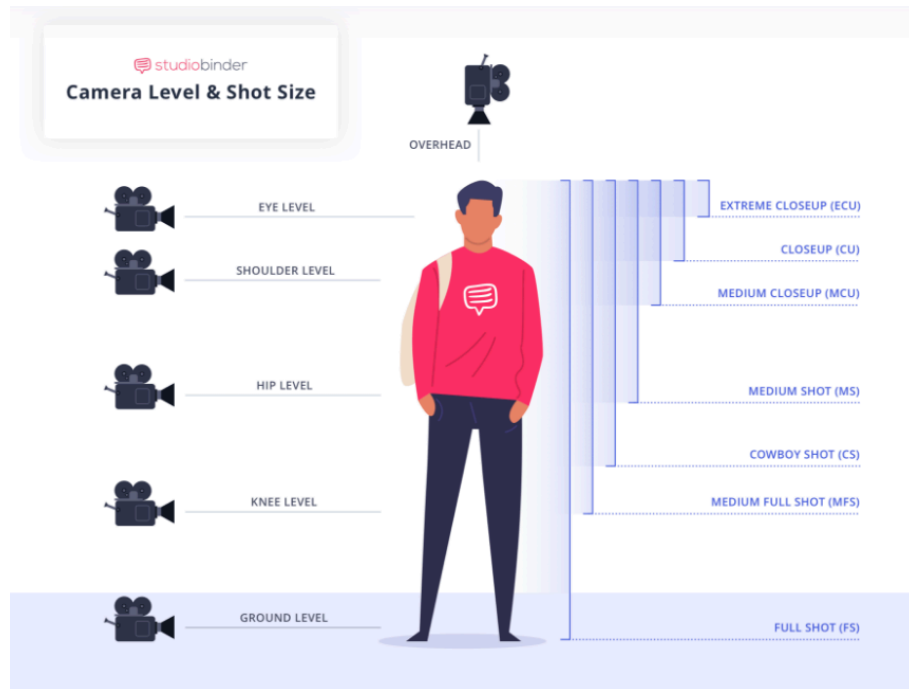 studiobinder
Camera Level & Shot Size
OVERHEAD
EYE LEVEL
SHOULDER LEVEL
HIP LEVEL
KNEE LEVEL
GROUND LEVEL
EXTREME CLOSEUP (ECU)
CLOSEUP (CU)
MEDIUM CLOSEUP (MCU)
MEDIUM SHOT (MS)
COWBOY SHOT (CS)
MEDIUM FULL SHOT (MFS)
FULL SHOT (FS)